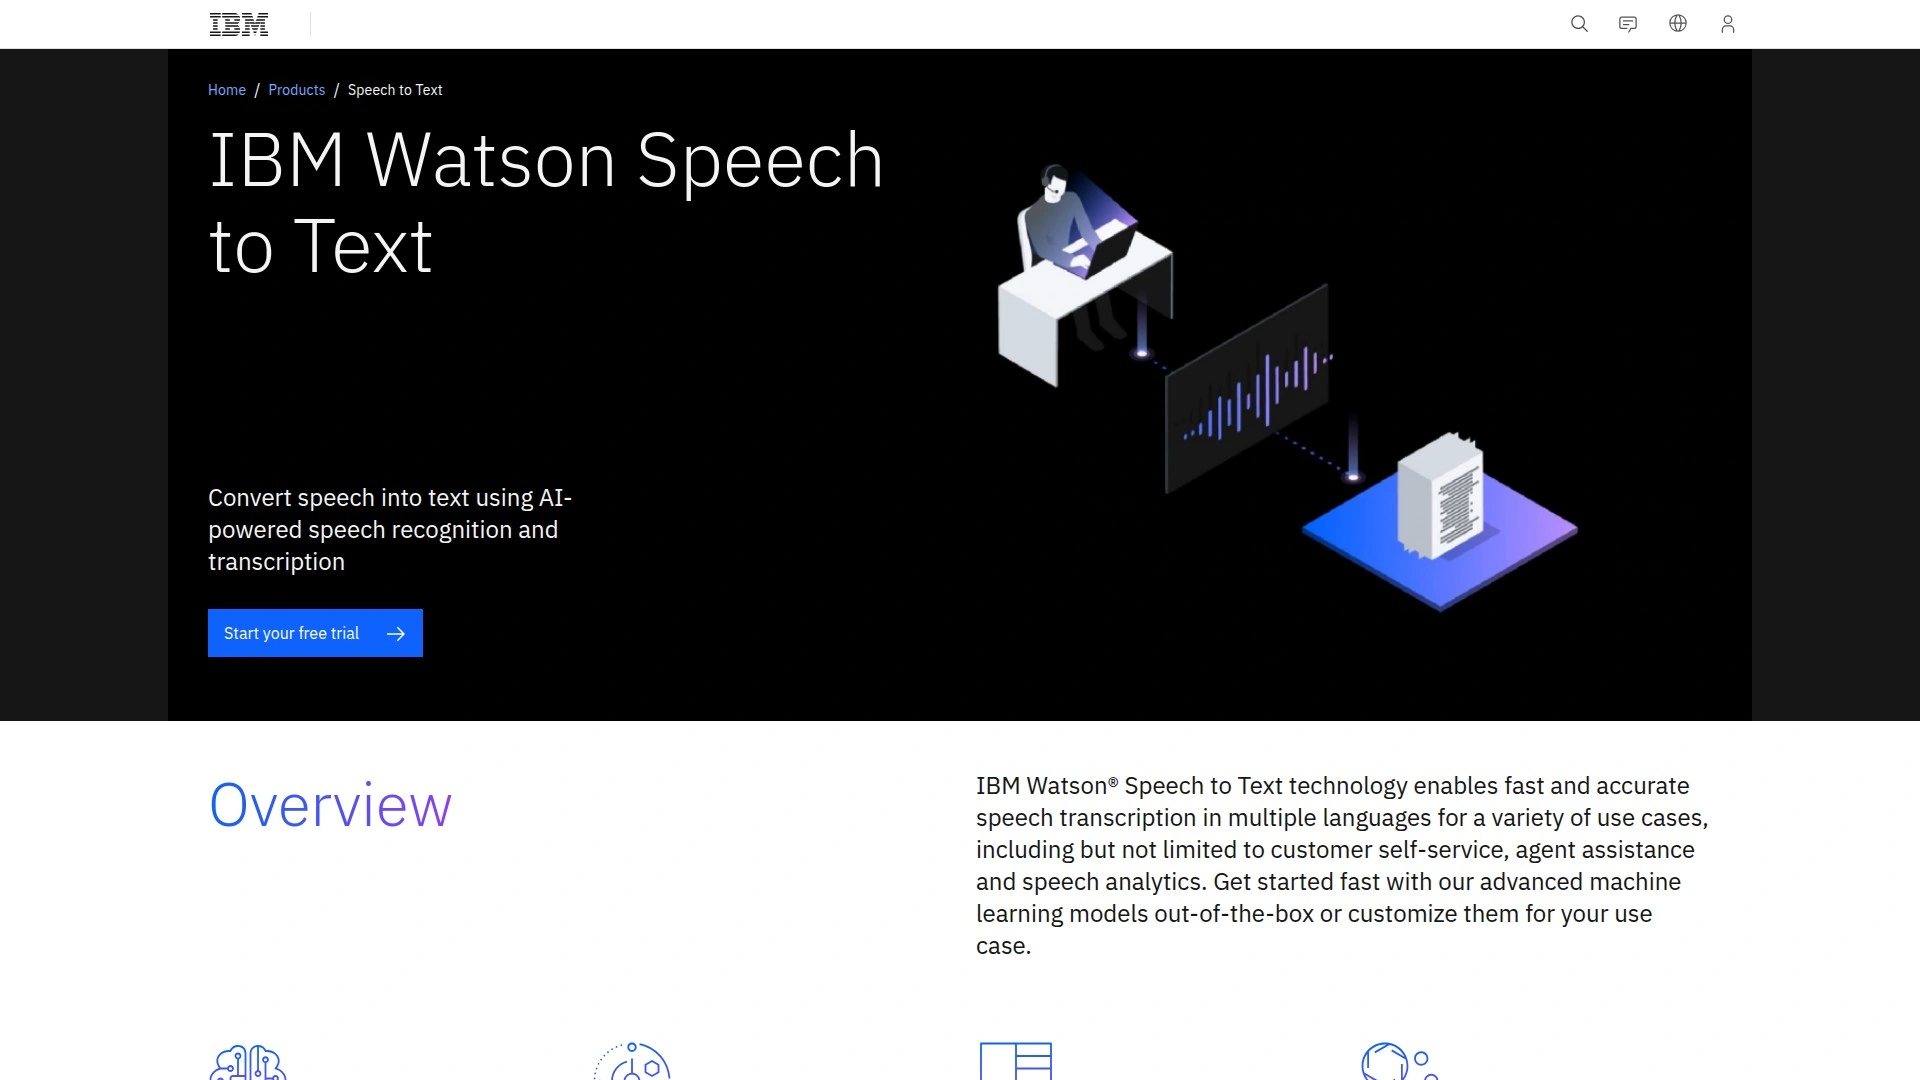 IBM
Home / Products / Speech to Text
IBM Watson Speech
to Text
Convert speech into text using AI-
powered speech recognition and
transcription
Start your free trial
Overview
IBM Watson® Speech to Text technology enables fast and accurate
speech transcription in multiple languages for a variety of use cases,
including but not limited to customer self-service, agent assistance
and speech analytics. Get started fast with our advanced machine
learning models out-of-the-box or customize them for your use
case.